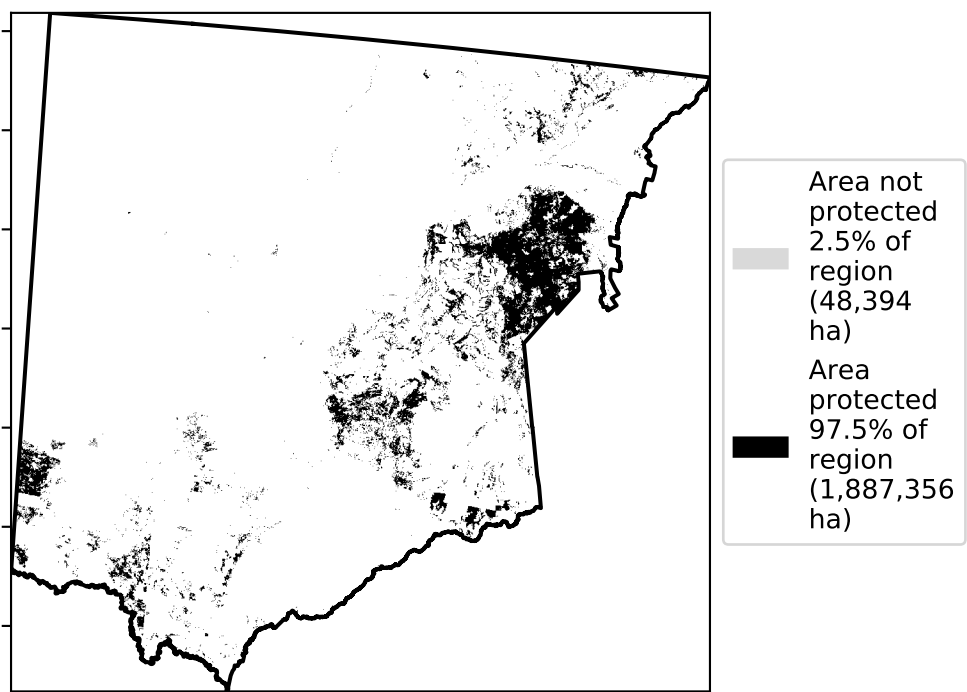 Area not
protected
2.5% of
region
(48,394
ha)
Area
protected
97.5% of
region
(1,887,356
ha)